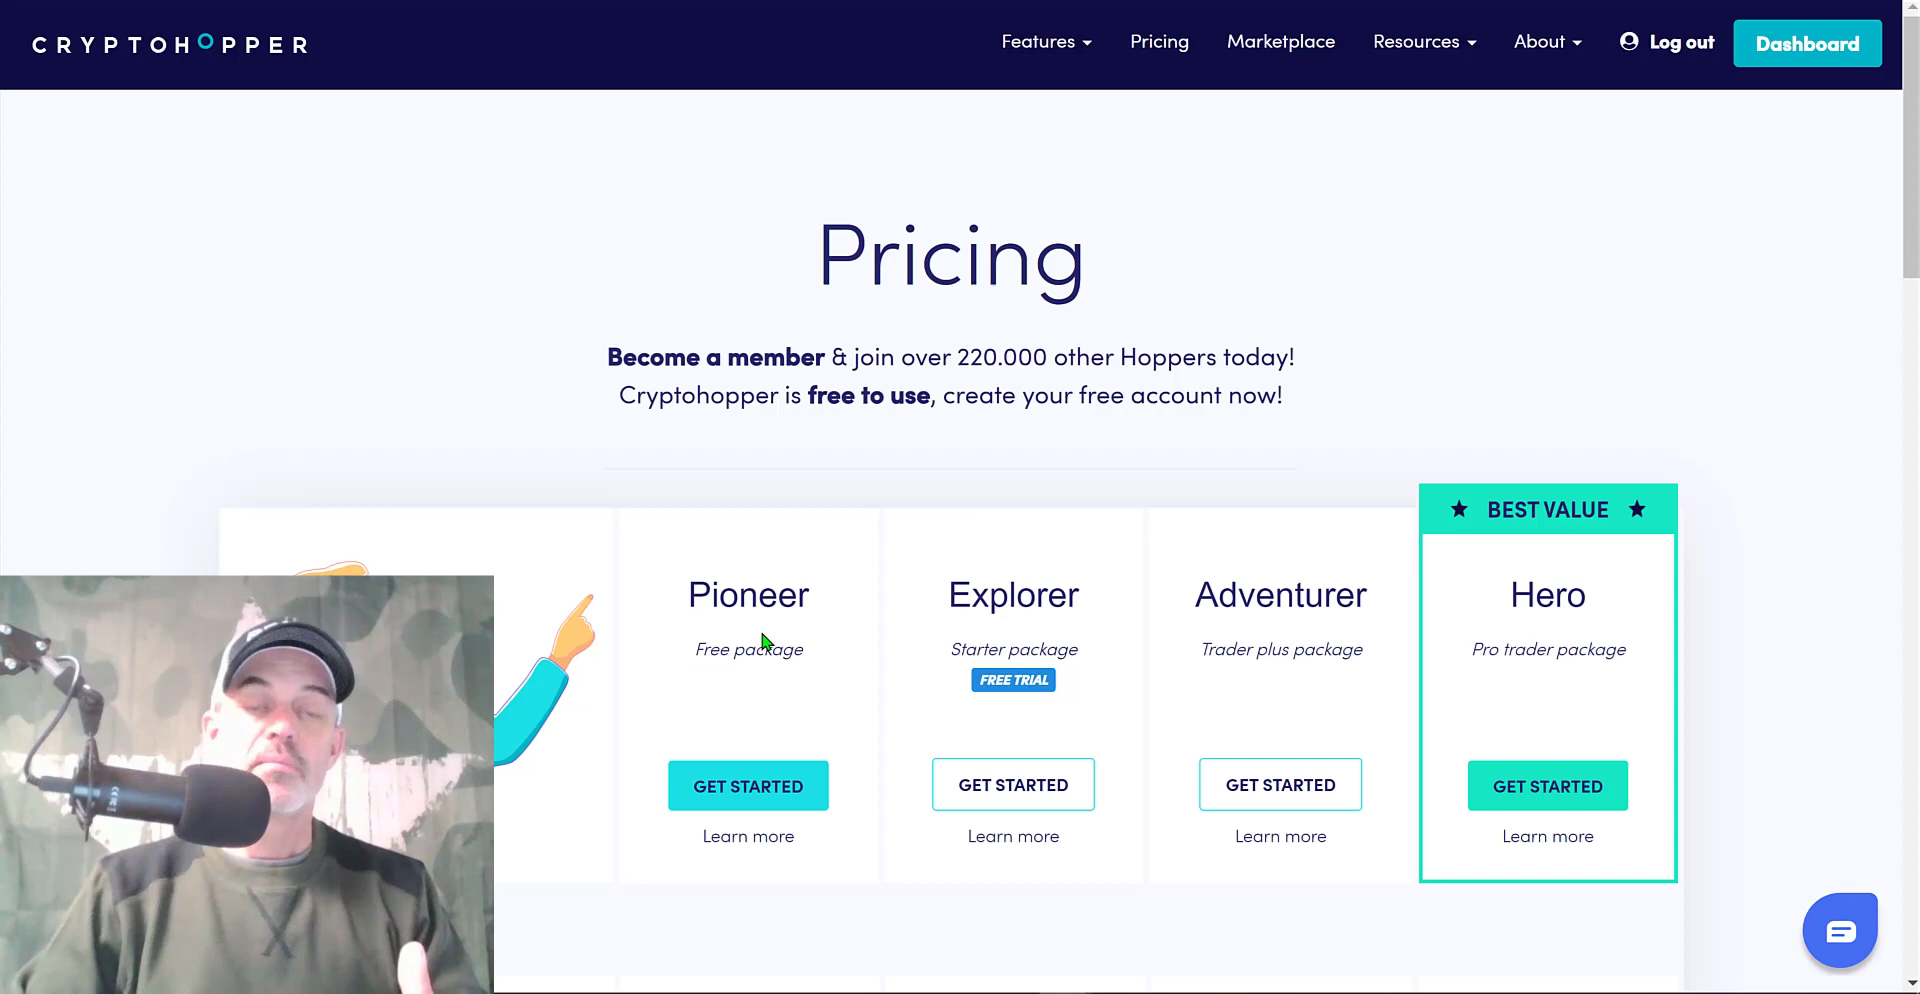 CRYPTOHOPPER
Features
Pricing
Marketplace
Resources
About
Log out
Dashboard
Pricing
Become a member & join over 220.000 other Hoppers today!
Cryptohopper is free to use, create your free account now!
★ BEST VALUE ★
Pioneer
Free package
GET STARTED
Learn more
Explorer
Starter package
FREE TRIAL
GET STARTED
Learn more
Adventurer
Trader plus package
GET STARTED
Learn more
Hero
Pro trader package
GET STARTED
Learn more